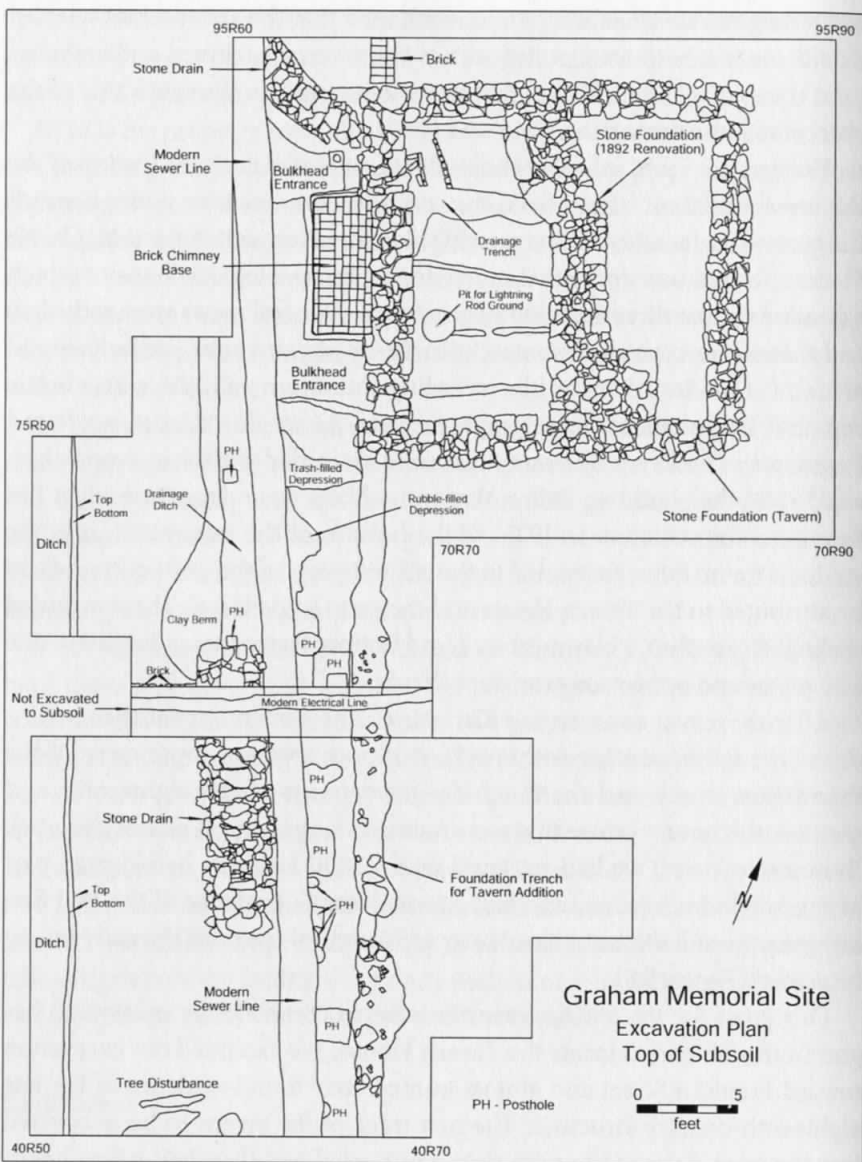 95R60
95R90
Stone Drain
Brick
Stone Foundation
(1892 Renovation)
Modern
Sewer Line
Bulkhead
Entrance
Brick Chimney
Base
Drainage
Trench
Pit for Lightning
Rod Ground
Bulkhead
Entrance
75R50
PH
Trash-filled
Depression
Top
Bottom
Drainage
Ditch
Rubble-filled
Depression
Stone Foundation (Tavern)
Ditch
70R70
70R90
Clay Berm
PH
PH
PH
Brick
Not Excavated
to Subsoil
Modern Electrical Line
PH
Stone Drain
PH
Foundation Trench
for Tavern Addition
Top
Bottom
PH
N
Ditch
Modern
Sewer Line
PH
Graham Memorial Site
Excavation Plan
Top of Subsoil
Tree Disturbance
PH
PH - Posthole
0 5
feet
40R50
40R70